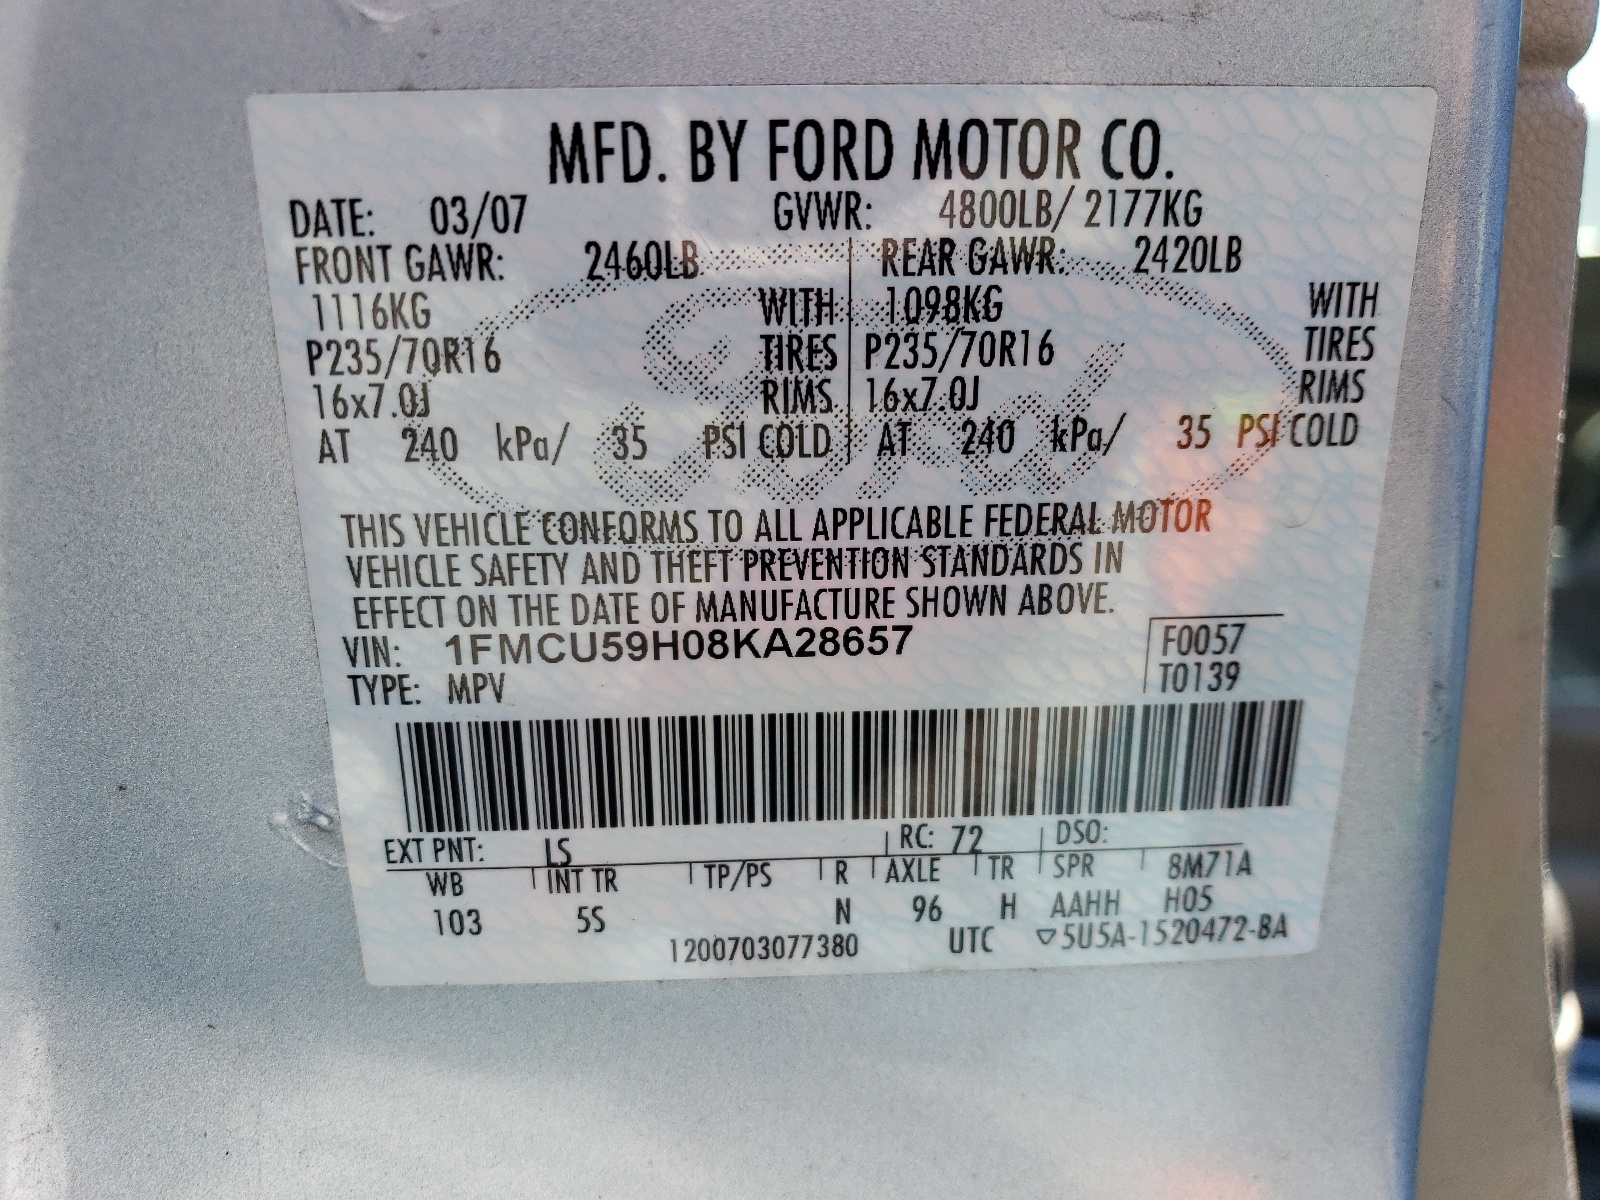 MFD. BY FORD MOTOR CO.
DATE: 03/07 GVWR: 4800LB/ 2177KG
FRONT GAWR: 2460LB REAR GAWR: 2420LB
1116KG WITH 1098KG WITH
P235/70R16 TIRES P235/70R16 TIRES
16x7.0J RIMS 16x7.0J RIMS
AT 240 kPa/ 35 PSI COLD AT 240 kPa/ 35 PSI COLD
Ford
THIS VEHICLE CONFORMS TO ALL APPLICABLE FEDERAL MOTOR
VEHICLE SAFETY AND THEFT PREVENTION STANDARDS IN
EFFECT ON THE DATE OF MANUFACTURE SHOWN ABOVE.
VIN: 1FMCU59H08KA28657 F0057
TYPE: MPV T0139
EXT PNT: LS RC: 72 DSO:
WB INT TR TP/PS R AXLE TR SPR 8M71A
103 5S N 96 H AAHH H05
1200703077380 UTC ▽5U5A-1520472-BA